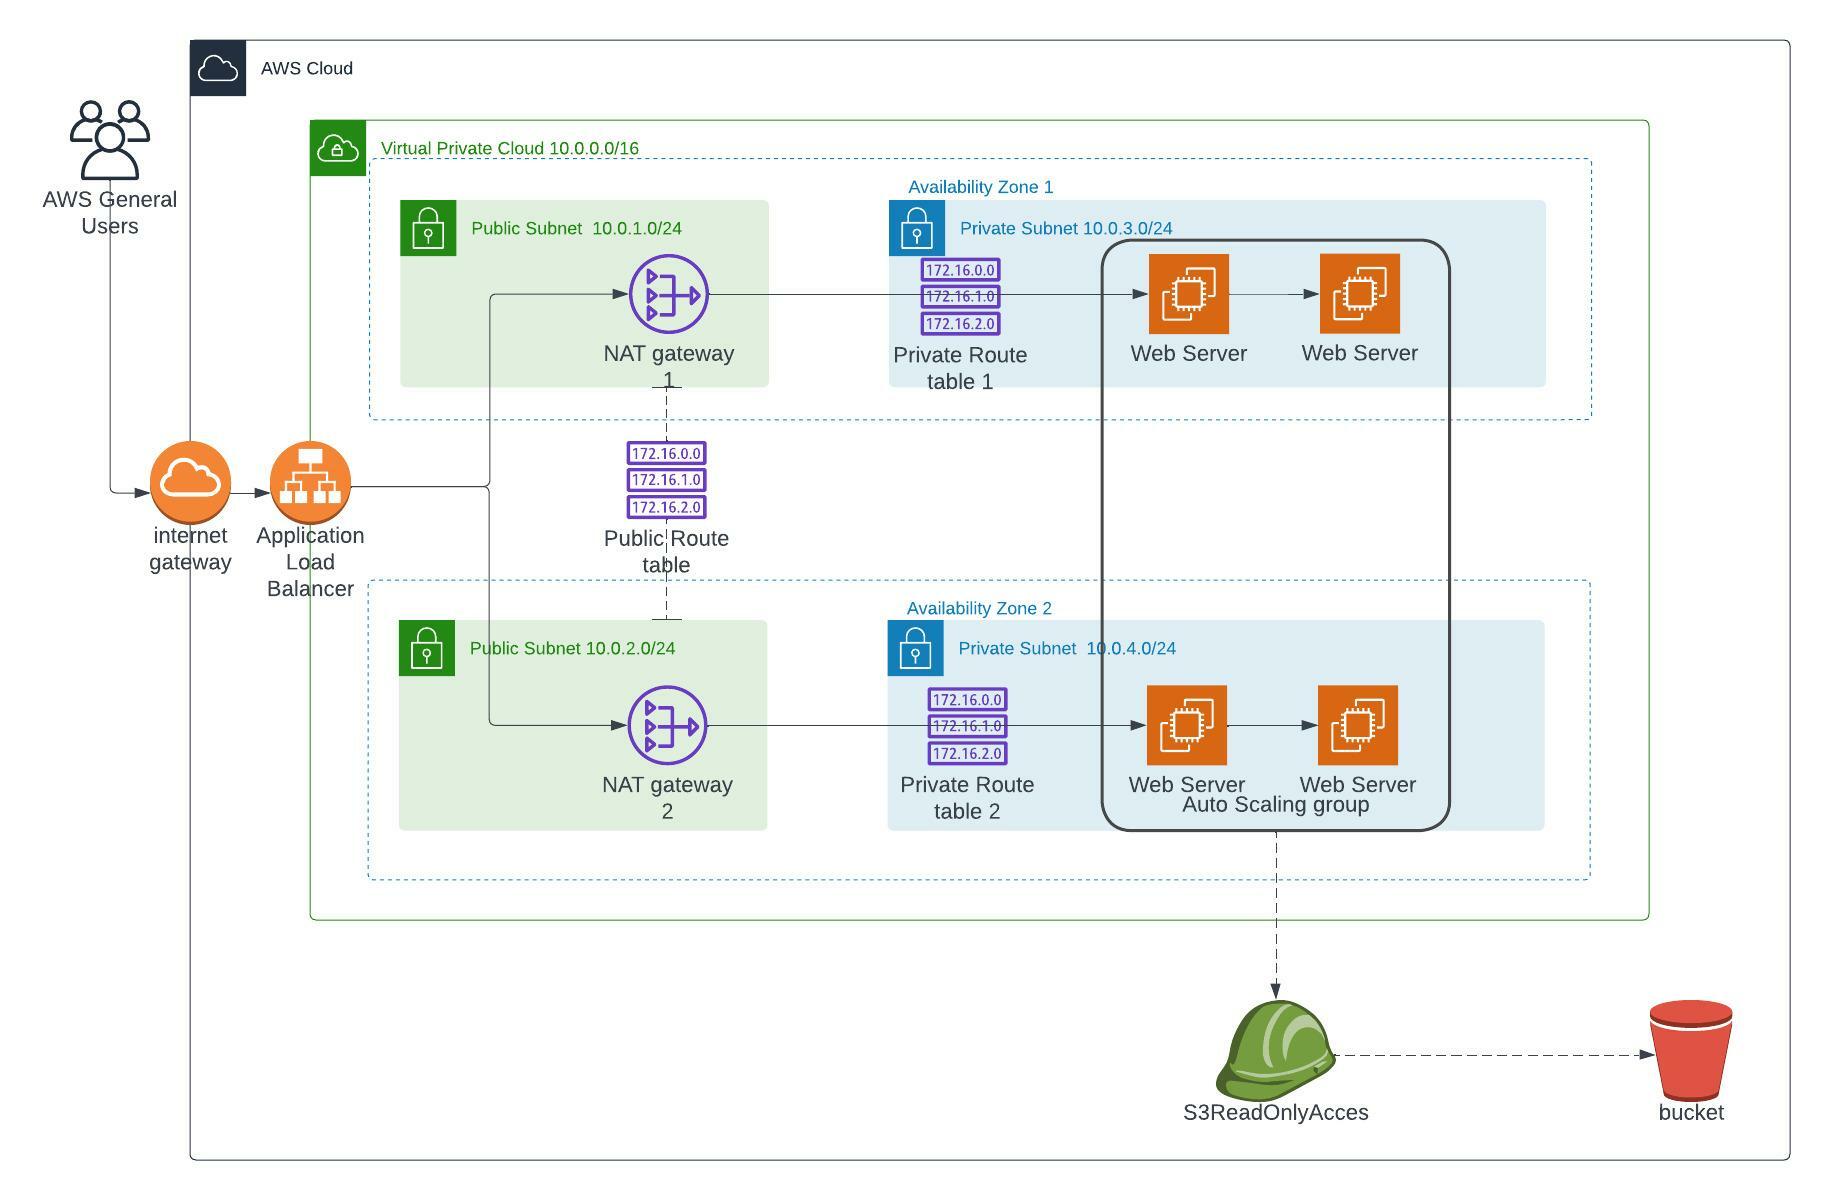 AWS Cloud
AWS General
Users
Virtual Private Cloud 10.0.0.0/16
Availability Zone 1
Public Subnet 10.0.1.0/24
Private Subnet 10.0.3.0/24
172.16.0.0
172.16.1.0
172.16.2.0
NAT gateway
1
Private Route
table 1
Web Server
Web Server
internet
gateway
Application
Load
Balancer
172.16.0.0
172.16.1.0
172.16.2.0
Public Route
table
Availability Zone 2
Public Subnet 10.0.2.0/24
Private Subnet 10.0.4.0/24
172.16.0.0
172.16.1.0
172.16.2.0
NAT gateway
2
Private Route
table 2
Web Server
Web Server
Auto Scaling group
S3ReadOnlyAcces
bucket